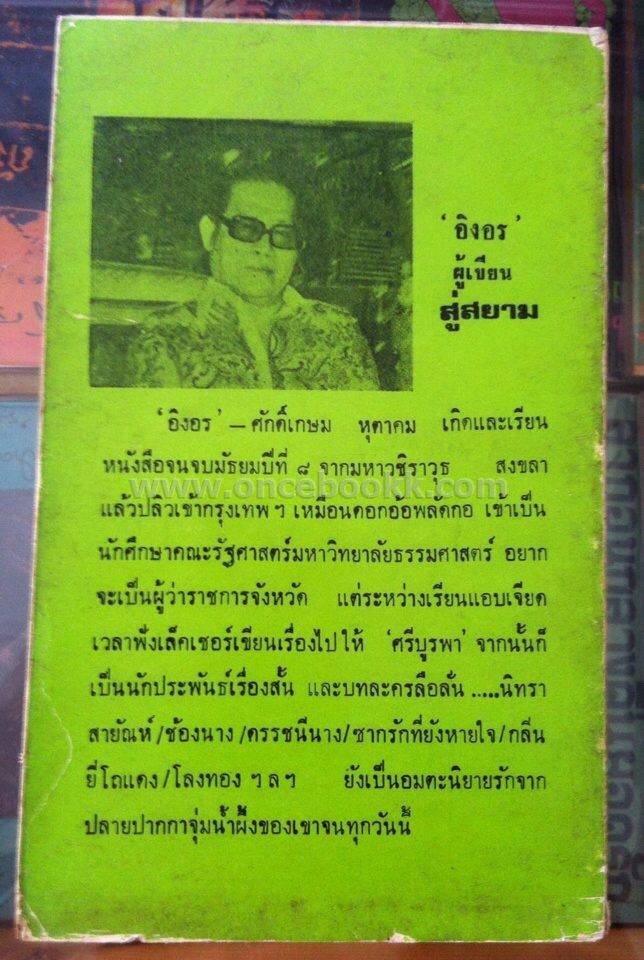 'อิงอร'
ผู้เขียน
สู่สยาม
'อิงอร' – ศักดิ์เกษม หุตาคม เกิดและเรียน
หนังสือจนจบมัธยมปีที่ ๘ จากมหาวชิราวุธ สงขลา
แล้วปลิวเข้ากรุงเทพฯ เหมือนดอกอ้อพลัดกอ เข้าเป็น
นักศึกษาคณะรัฐศาสตร์มหาวิทยาลัยธรรมศาสตร์ อยาก
จะเป็นผู้ว่าราชการจังหวัด แต่ระหว่างเรียนแอบเจียด
เวลาฟังเล็คเชอร์เขียนเรื่องไปให้ 'ศรีบูรพา' จากนั้นก็
เป็นนักประพันธ์เรื่องสั้น และบทละครลือลั่น .....นิทรา
สายัณห์/ช้องนาง/ดรรชนีนาง/ซากรักที่ยังหายใจ/กลิ่น
ยี่โถแดง/โลงทอง ฯลฯ ยังเป็นอมตะนิยายรักจาก
ปลายปากกาจุ่มน้ำผึ้งของเขาจนทุกวันนี้
www.oncebookk.com